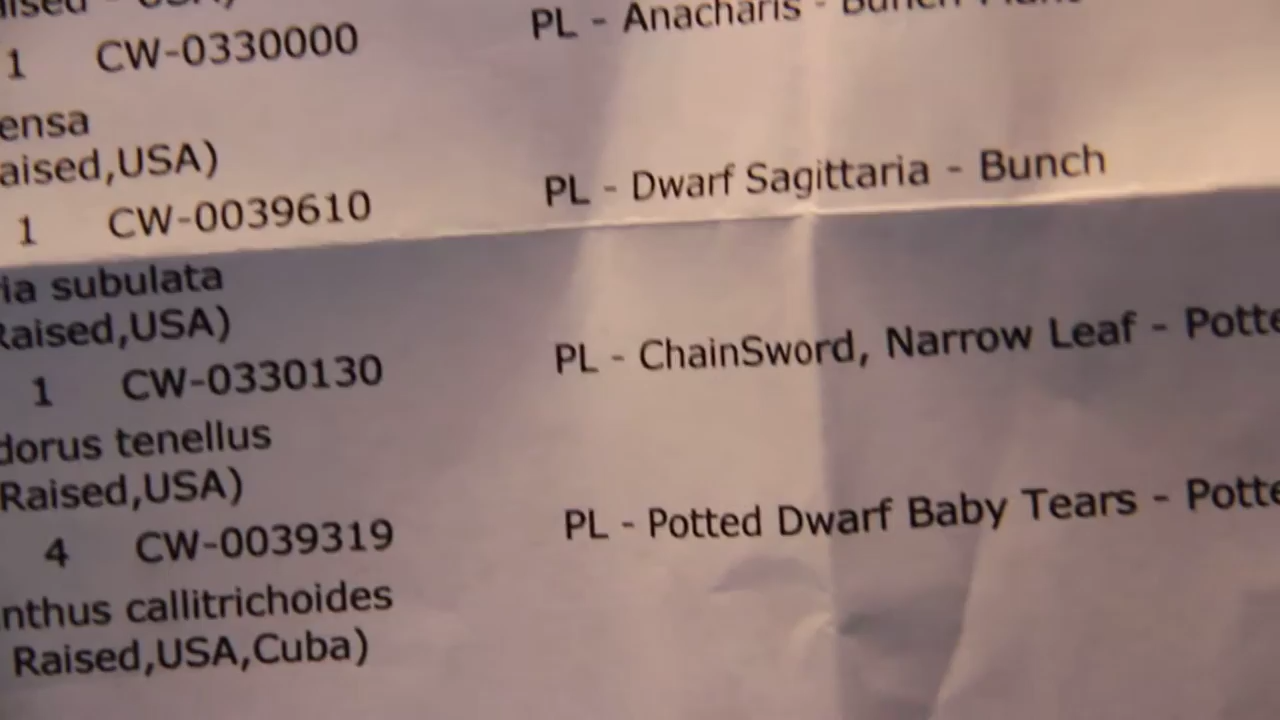 USA)
1 CW-0330000 PL - Anacharis - Bunch
ensa
aised,USA)
1 CW-0039610 PL - Dwarf Sagittaria - Bunch
ia subulata
Raised,USA)
1 CW-0330130 PL - ChainSword, Narrow Leaf - Potte
dorus tenellus
Raised,USA)
4 CW-0039319 PL - Potted Dwarf Baby Tears - Potte
nthus callitrichoides
Raised,USA,Cuba)